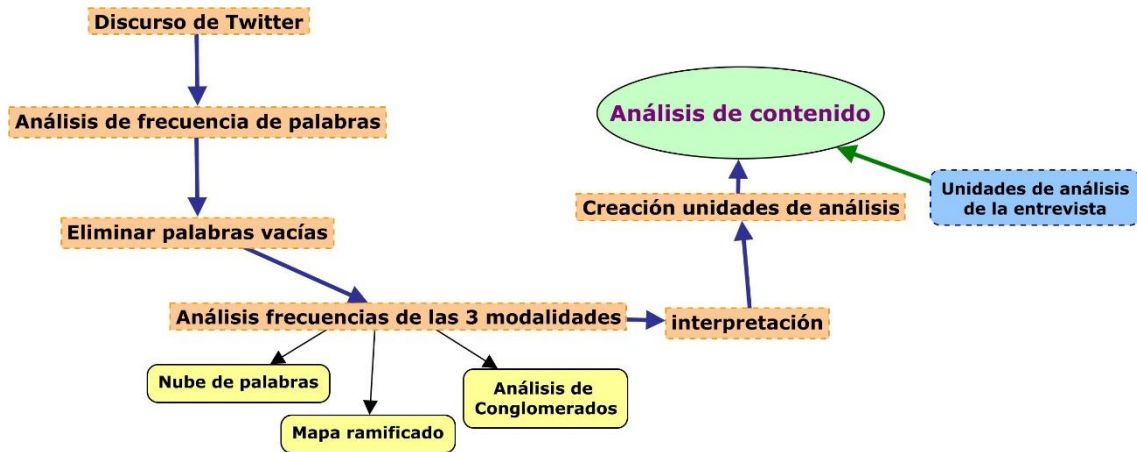 Discurso de Twitter
Análisis de frecuencia de palabras
Eliminar palabras vacías
Análisis frecuencias de las 3 modalidades
Nube de palabras
Mapa ramificado
Análisis de
Conglomerados
interpretación
Creación unidades de análisis
Análisis de contenido
Unidades de análisis
de la entrevista